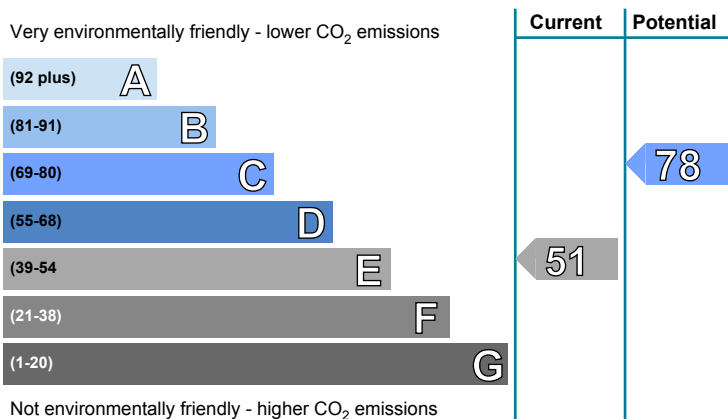 Current Potential
Very environmentally friendly - lower CO2 emissions
(92 plus) A
(81-91) B
(69-80) C
78
(55-68) D
(39-54 E
51
(21-38) F
(1-20) G
Not environmentally friendly - higher CO2 emissions